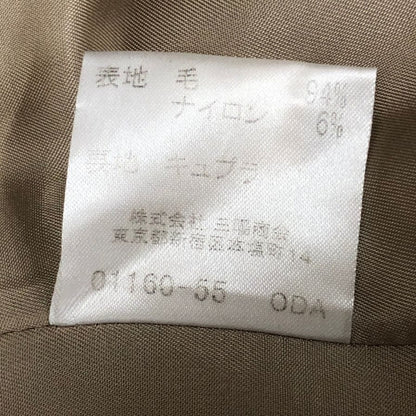 表地 毛 94%
ナイロン 6%
裏地 キュプラ
株式会社 三陽商会
東京都新宿区本塩町14
01160-55 ODA